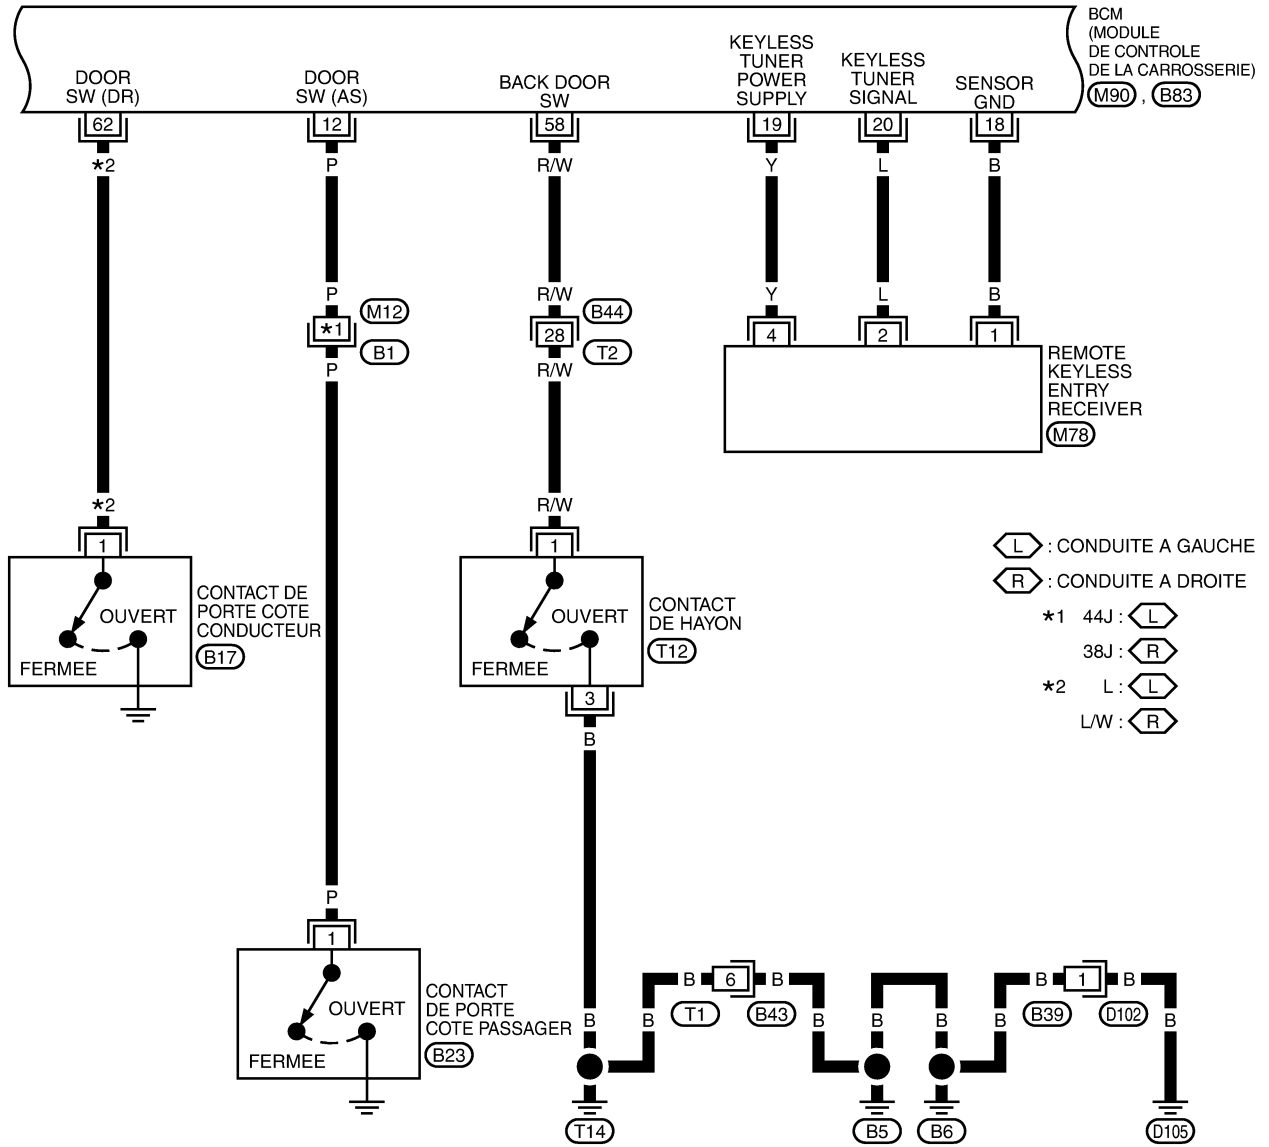 BCM
(MODULE
DE CONTROLE
DE LA CARROSSERIE)
M90 , B83
DOOR
SW (DR)
DOOR
SW (AS)
BACK DOOR
SW
KEYLESS
TUNER
POWER
SUPPLY
KEYLESS
TUNER
SIGNAL
SENSOR
GND
62
12
58
19
20
18
*2
P
R/W
Y
L
B
P
R/W
Y
L
B
M12
B44
*1
28
4
2
1
B1
T2
P
R/W
REMOTE
KEYLESS
ENTRY
RECEIVER
M78
*2
R/W
1
1
L : CONDUITE A GAUCHE
R : CONDUITE A DROITE
*1 44J : L
38J : R
*2 L : L
L/W : R
OUVERT
FERMEE
CONTACT DE
PORTE COTE
CONDUCTEUR
B17
OUVERT
FERMEE
CONTACT
DE HAYON
T12
3
B
P
1
OUVERT
FERMEE
CONTACT
DE PORTE
COTE PASSAGER
B23
B
6
B
B
1
B
T1
B43
B39
D102
B
B
B
B
B
B
B
T14
B5
B6
D105